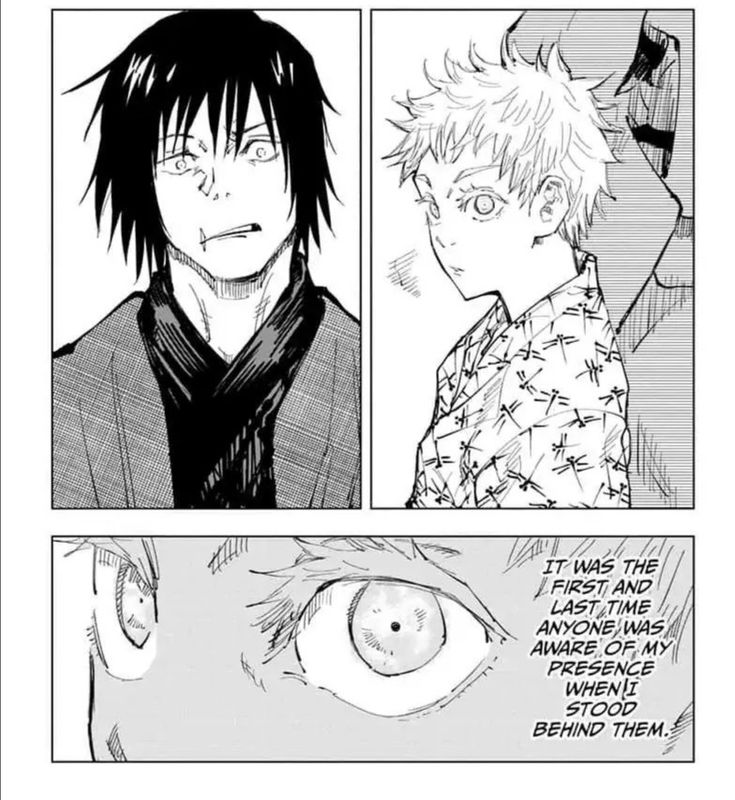 IT WAS THE
FIRST AND
LAST TIME
ANYONE WAS
AWARE OF MY
PRESENCE
WHEN I
STOOD
BEHIND THEM.